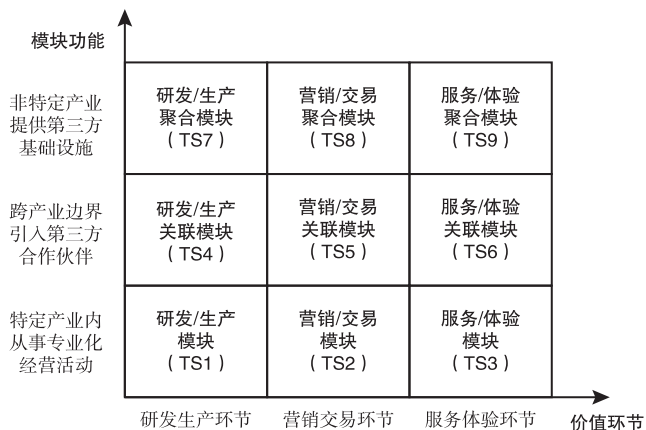 模块功能
非特定产业
提供第三方
基础设施
研发/生产
聚合模块
（TS7）
营销/交易
聚合模块
（TS8）
服务/体验
聚合模块
（TS9）
跨产业边界
引入第三方
合作伙伴
研发/生产
关联模块
（TS4）
营销/交易
关联模块
（TS5）
服务/体验
关联模块
（TS6）
特定产业内
从事专业化
经营活动
研发/生产
模块
（TS1）
营销/交易
模块
（TS2）
服务/体验
模块
（TS3）
研发生产环节
营销交易环节
服务体验环节
价值环节